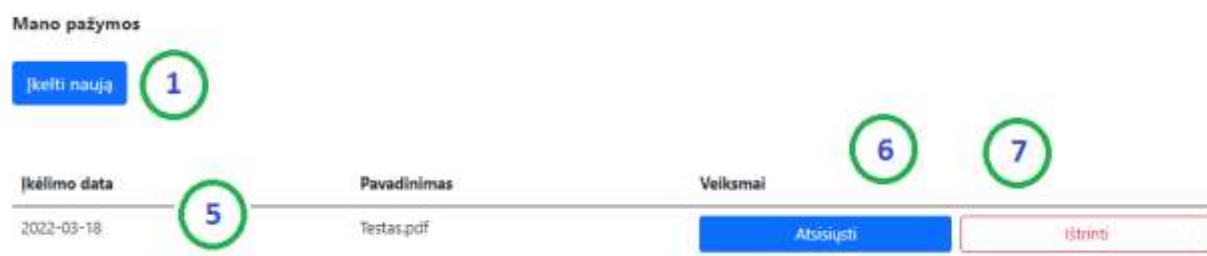 Mano pažymos
Įkelti naują 1
6 7
Įkėlimo data Pavadinimas Veiksmai
2022-03-18 5 Testas.pdf Atsisiųsti Ištrinti